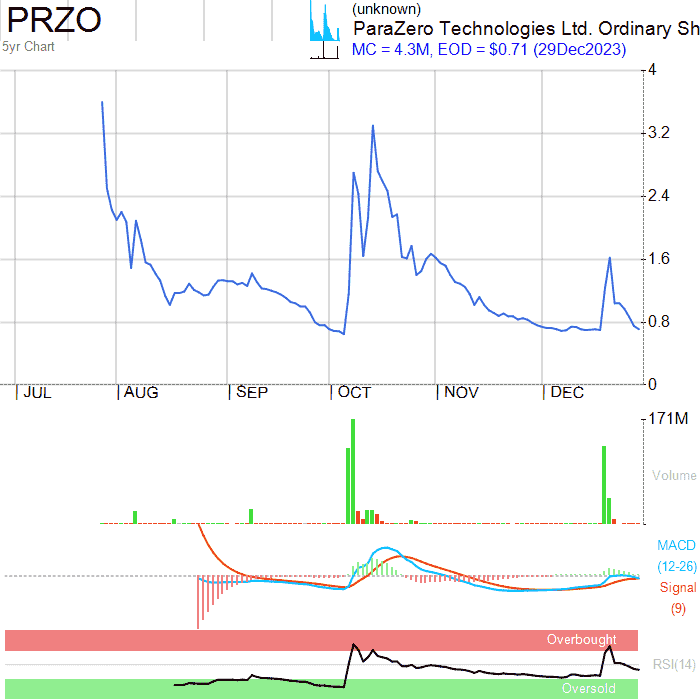 PRZO
5yr Chart
(unknown)
ParaZero Technologies Ltd. Ordinary Sh
MC = 4.3M, EOD = $0.71 (29Dec2023)
4
3.2
2.4
1.6
0.8
0
JUL AUG SEP OCT NOV DEC
171M
Volume
MACD
(12-26)
Signal
(9)
Overbought
RSI(14)
Oversold